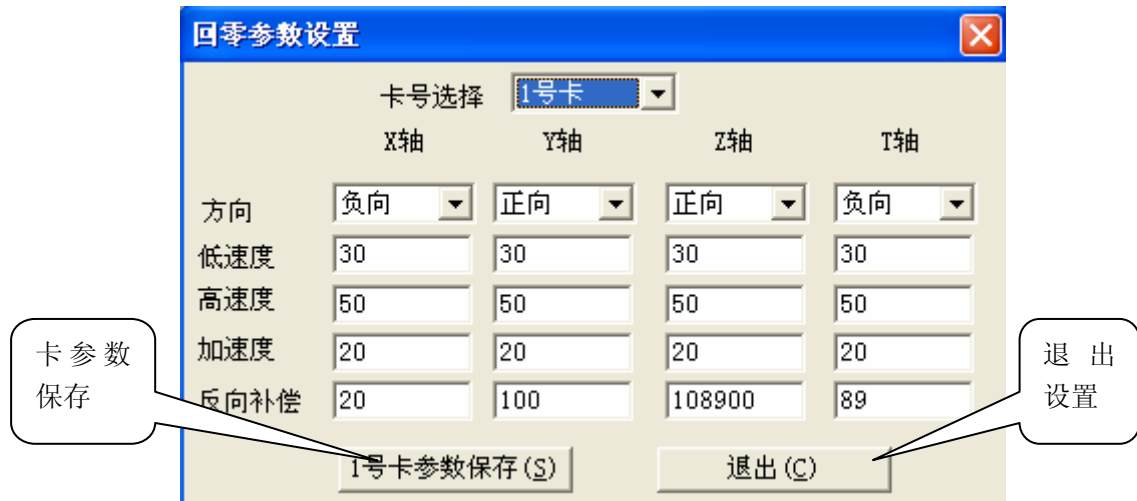 回零参数设置
卡号选择 1号卡
X轴 Y轴 Z轴 T轴
方向 负向 正向 正向 负向
低速度 30 30 30 30
高速度 50 50 50 50
加速度 20 20 20 20
反向补偿 20 100 108900 89
卡参数
保存
退出
设置
1号卡参数保存(S) 退出(C)